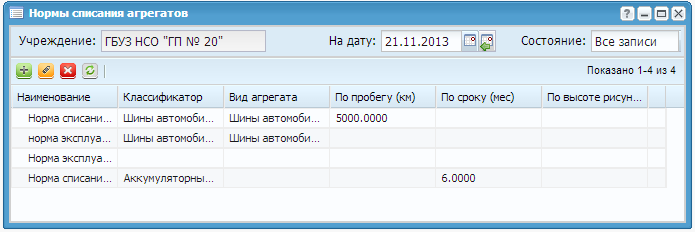 Нормы списания агрегатов
Учреждение: ГБУЗ НСО "ГП № 20" На дату: 21.11.2013 Состояние: Все записи
Показано 1-4 из 4
Наименование Классификатор Вид агрегата По пробегу (км) По сроку (мес) По высоте рисун...
Норма списани... Шины автомоби... Шины автомоби... 5000.0000
норма эксплуа... Шины автомоби... Шины автомоби...
Норма эксплуа...
Норма списани... Аккумуляторны... 6.0000